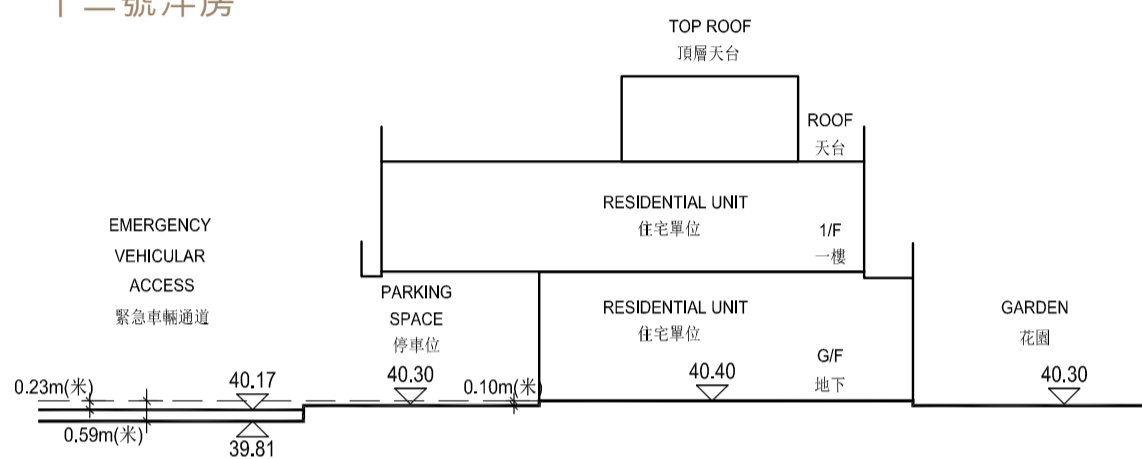 TOP ROOF
頂層天台
ROOF
天台
RESIDENTIAL UNIT
住宅單位
1/F
一樓
EMERGENCY
VEHICULAR
ACCESS
緊急車輛通道
PARKING
SPACE
停車位
RESIDENTIAL UNIT
住宅單位
G/F
地下
GARDEN
花園
0.23m(米)
40.17
40.30
0.10m(米)
40.40
40.30
0.59m(米)
39.81